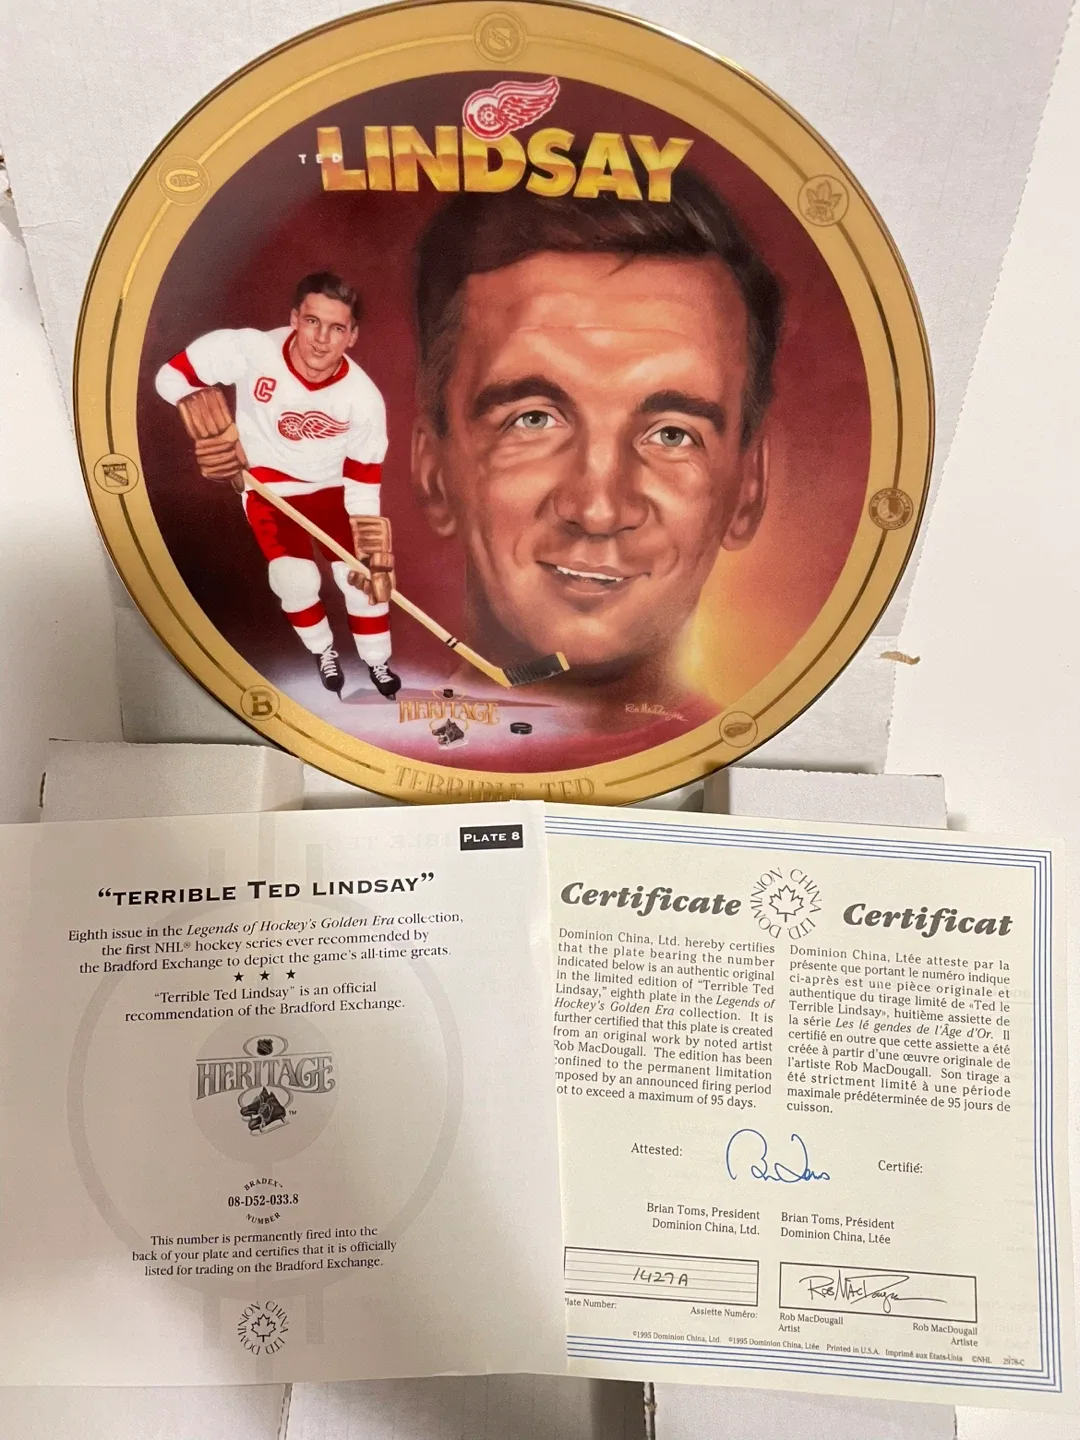 TED
LINDSAY
C
HERITAGE
Rob MacDougall
B
TERRIBLE TED
PLATE 8
“TERRIBLE TED LINDSAY”
Eighth issue in the Legends of Hockey's Golden Era collection,
the first NHL® hockey series ever recommended by
the Bradford Exchange to depict the game's all-time greats.
★ ★ ★
“Terrible Ted Lindsay” is an official
recommendation of the Bradford Exchange.
HERITAGE™
BRADEX™
08-D52-033.8
NUMBER
This number is permanently fired into the
back of your plate and certifies that it is officially
listed for trading on the Bradford Exchange.
DOMINION CHINA LTD
Certificate
DOMINION CHINA LTD
Certificat
Dominion China, Ltd. hereby certifies
that the plate bearing the number
indicated below is an authentic original
in the limited edition of "Terrible Ted
Lindsay," eighth plate in the Legends of
Hockey's Golden Era collection. It is
further certified that this plate is created
from an original work by noted artist
Rob MacDougall. The edition has been
confined to the permanent limitation
mposed by an announced firing period
ot to exceed a maximum of 95 days.
Dominion China, Ltée atteste par la
présente que portant le numéro indique
ci-après est une pièce originale et
authentique du tirage limité de «Ted le
Terrible Lindsay», huitième assiette de
la série Les lé gendes de l'Âge d'Or. Il
certifié en outre que cette assiette a été
créée à partir d'une œuvre originale de
l'artiste Rob MacDougall. Son tirage a
été strictment limité à une période
maximale prédéterminée de 95 jours de
cuisson.
Attested:
Certifié:
Brian Toms, President
Dominion China, Ltd.
Brian Toms, Président
Dominion China, Ltée
1427A
Plate Number:
Assiette Numéro:
Rob MacDougall
Rob MacDougall
Artist
Rob MacDougall
Artiste
©1995 Dominion China, Ltd. ©1995 Dominion China, Ltée Printed in U.S.A. Imprimé aux Etats-Unis ©NHL 2978-C